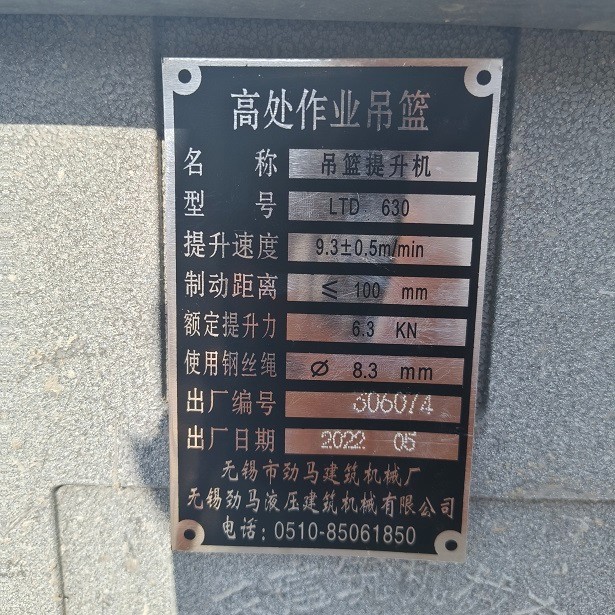 高处作业吊篮
名 称 吊篮提升机
型 号 LTD 630
提升速度 9.3±0.5m/min
制动距离 ≤ 100 mm
额定提升力 6.3 KN
使用钢丝绳 Ø 8.3 mm
出厂编号 306074
出厂日期 2022 05
无锡市劲马建筑机械厂
无锡劲马液压建筑机械有限公司
电话:0510-85061850